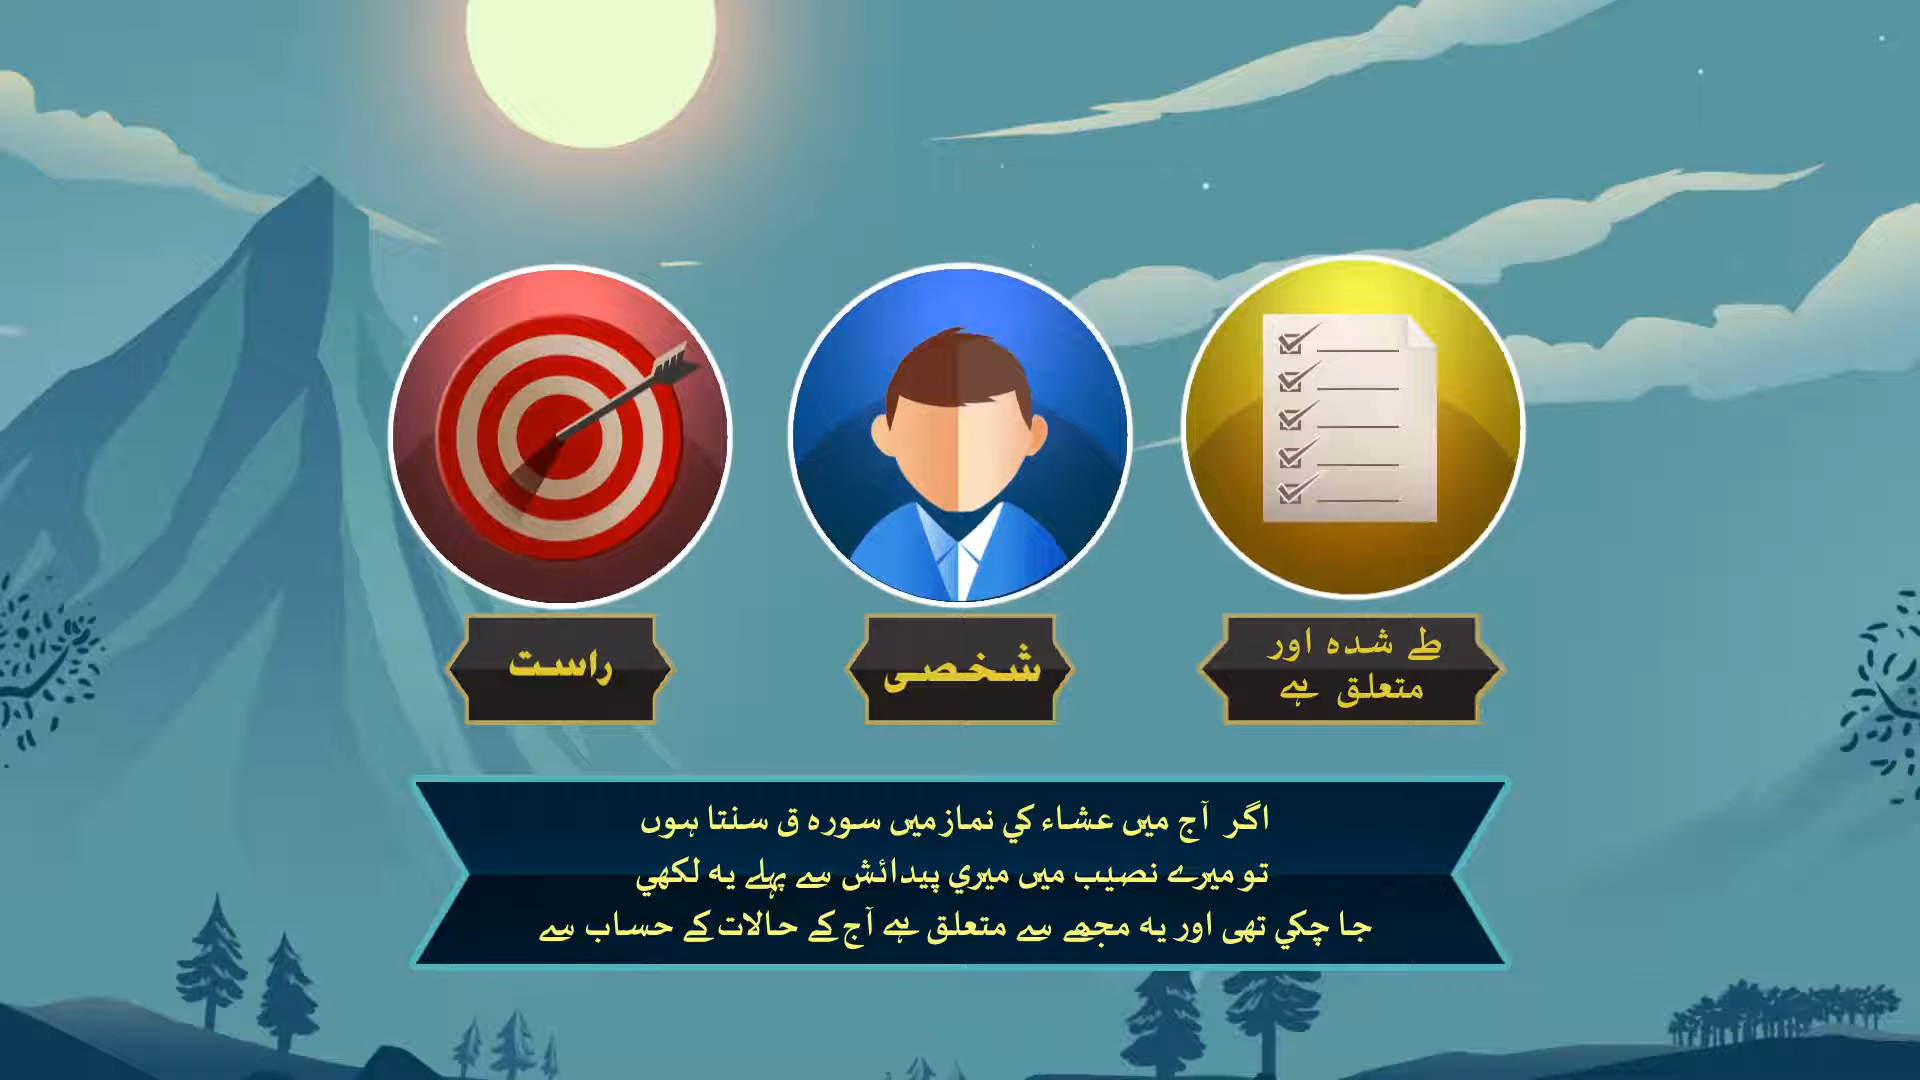 طے شدہ اور
متعلق ہے
شخصی
راست
اگر آج میں عشاء کي نماز میں سورہ ق سنتا ہوں
تو میرے نصیب میں میري پیدائش سے پہلے یہ لکھي
جا چکي تھی اور یہ مجھے سے متعلق ہے آج کے حالات کے حساب سے